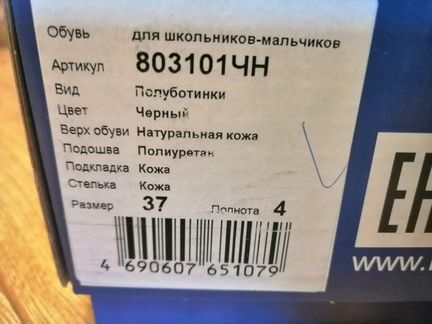 Обувь для школьников-мальчиков
Артикул 803101ЧН
Вид Полуботинки
Цвет Черный
Верх обуви Натуральная кожа
Подошва Полиуретан
Подкладка Кожа
Стелька Кожа
Размер 37 Полнота 4
4 690607 651079
www.